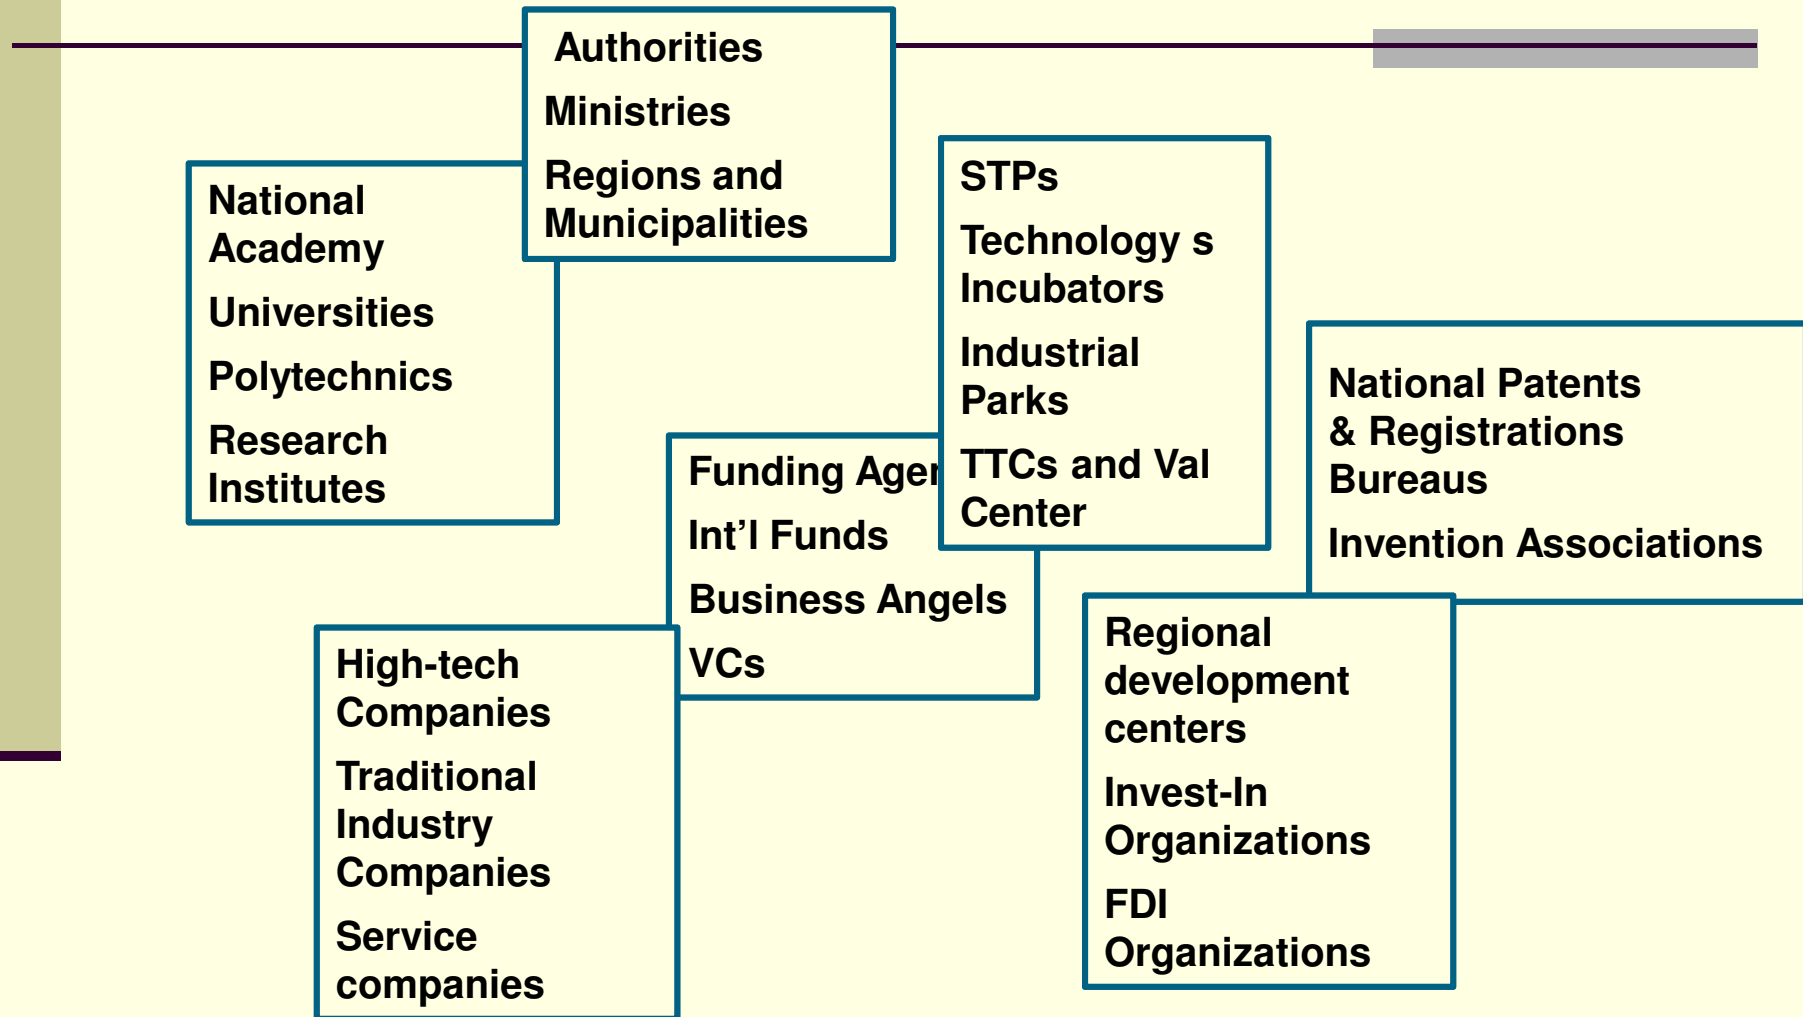 Authorities
Ministries
Regions and
Municipalities
National
Academy
Universities
Polytechnics
Research
Institutes
STPs
Technology s
Incubators
Industrial
Parks
TTCs and Val
Center
National Patents
& Registrations
Bureaus
Invention Associations
Funding
Int’l Funds
Business Angels
VCs
High-tech
Companies
Traditional
Industry
Companies
Service
companies
Regional
development
centers
Invest-In
Organizations
FDI
Organizations